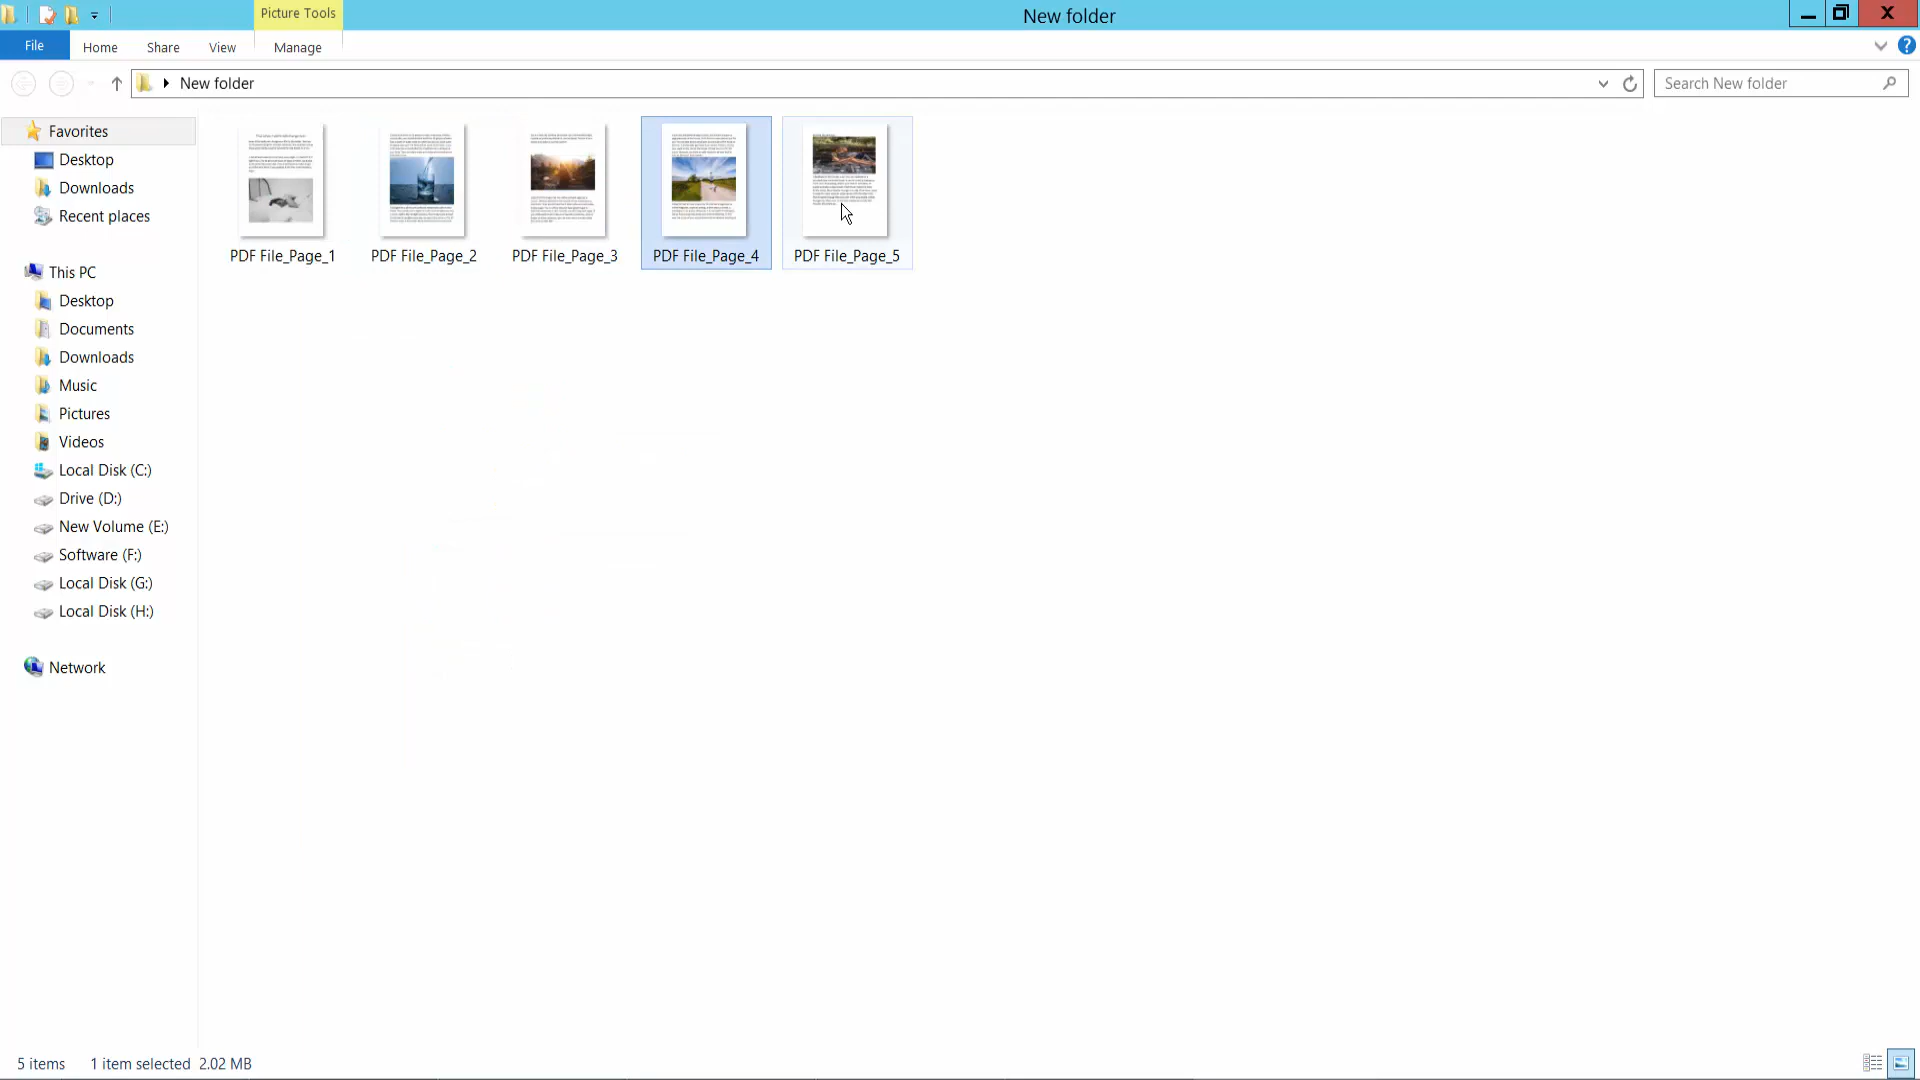 Picture Tools
New folder
File
Home
Share
View
Manage
New folder
Search New folder
Favorites
Desktop
Downloads
Recent places
This PC
Desktop
Documents
Downloads
Music
Pictures
Videos
Local Disk (C:)
Drive (D:)
New Volume (E:)
Software (F:)
Local Disk (G:)
Local Disk (H:)
Network
PDF File_Page_1
PDF File_Page_2
PDF File_Page_3
PDF File_Page_4
PDF File_Page_5
5 items
1 item selected 2.02 MB